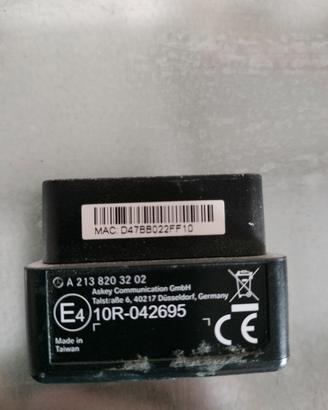 MAC:D47BB022FF10
A 213 820 32 02
Askey Communication GmbH
Talstraße 6, 40217 Düsseldorf, Germany
E4 10R-042695
CE
Made in
Taiwan